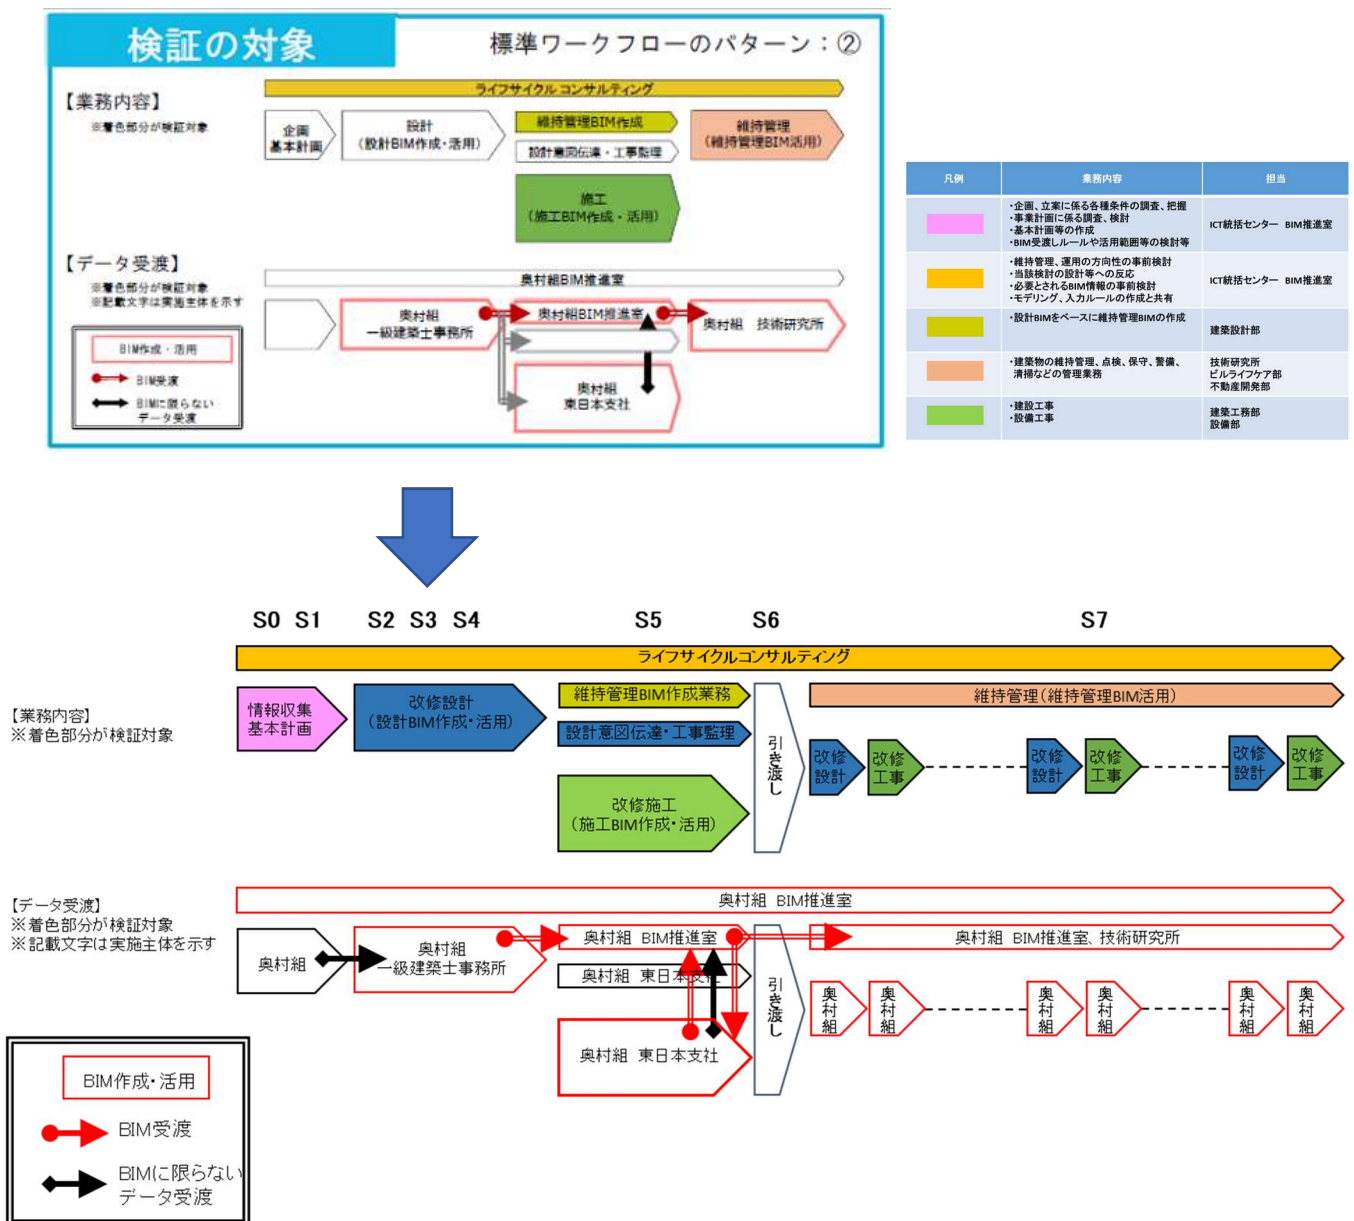 検証の対象
標準ワークフローのパターン：②
【業務内容】
※着色部分が検証対象
ライフサイクルコンサルティング
企画
基本計画
設計
（設計BIM作成・活用）
維持管理BIM作成
設計意図伝達・工事監理
施工
（施工BIM作成・活用）
維持管理
（維持管理BIM活用）
【データ受渡】
※着色部分が検証対象
※記載文字は実施主体を示す
奥村組BIM推進室
奥村組
一級建築士事務所
奥村組BIM推進室
奥村組 技術研究所
奥村組
東日本支社
BIM作成・活用
BIM受渡
BIMに限らない
データ受渡
凡例
業務内容
担当
・企画、立案に係る各種条件の調査、把握
・事業計画に係る調査、検討
・基本計画等の作成
・BIM受渡しルールや活用範囲等の検討等
ICT統括センター BIM推進室
・維持管理、運用の方向性の事前検討
・当該検討の設計等への反応
・必要とされるBIM情報の事前検討
・モデリング、入力ルールの作成と共有
ICT統括センター BIM推進室
・設計BIMをベースに維持管理BIMの作成
建築設計部
・建築物の維持管理、点検、保守、警備、
清掃などの管理業務
技術研究所
ビルライフケア部
不動産開発部
・建設工事
・設備工事
建築工務部
設備部
S0 S1 S2 S3 S4 S5 S6 S7
ライフサイクルコンサルティング
【業務内容】
※着色部分が検証対象
情報収集
基本計画
改修設計
（設計BIM作成・活用）
維持管理BIM作成業務
設計意図伝達・工事監理
改修施工
（施工BIM作成・活用）
引き渡し
維持管理（維持管理BIM活用）
改修
設計
改修
工事
改修
設計
改修
工事
改修
設計
改修
工事
【データ受渡】
※着色部分が検証対象
※記載文字は実施主体を示す
奥村組 BIM推進室
奥村組
奥村組
一級建築士事務所
奥村組 BIM推進室
奥村組 東日本支社
奥村組 東日本支社
引き渡し
奥村組 BIM推進室、技術研究所
奥村組
奥村組
奥村組
奥村組
奥村組
奥村組
BIM作成・活用
BIM受渡
BIMに限らない
データ受渡